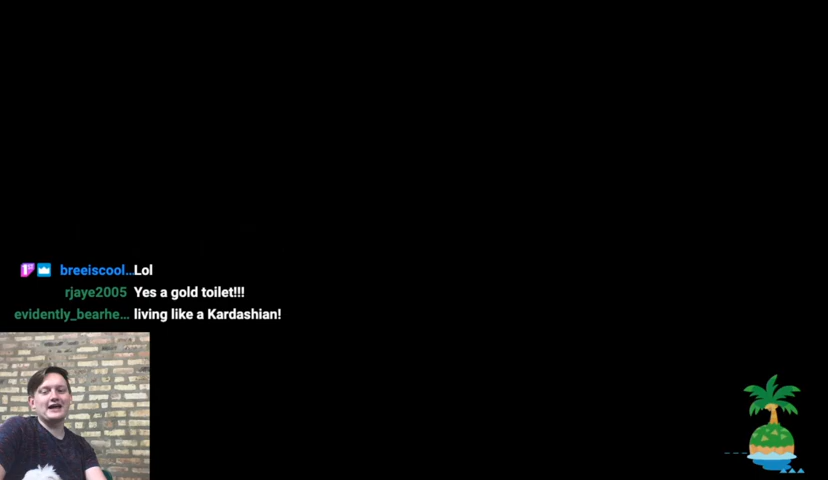 breeiscool… Lol
rjaye2005 Yes a gold toilet!!!
evidently_bearhe… living like a Kardashian!